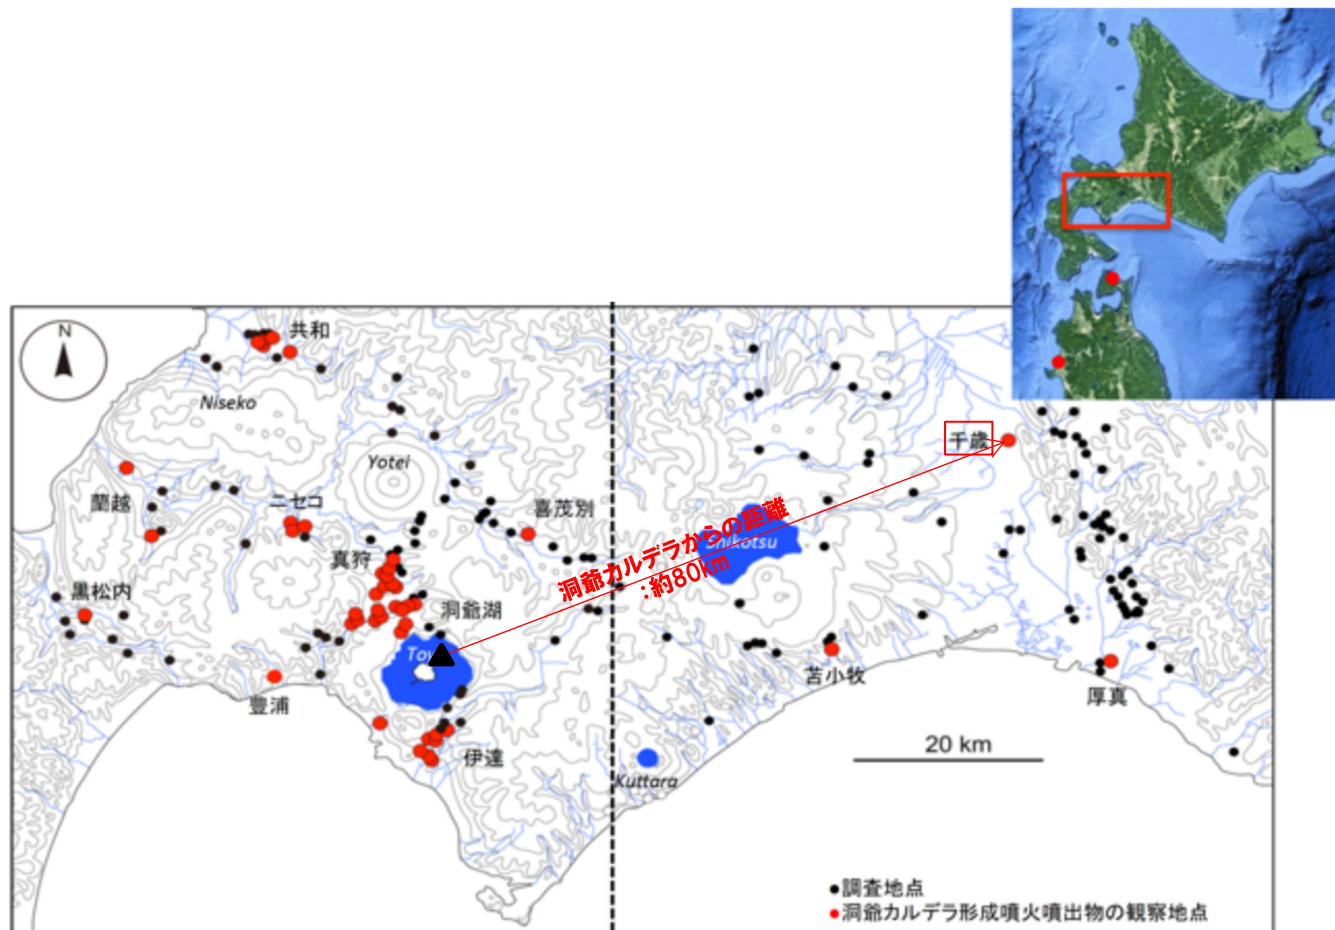 N
共和
Niseko
千歳
Yotei
蘭越
ニセコ
喜茂別
洞爺カルデラからの距離
:約80km
Shikotsu
真狩
黒松内
洞爺湖
Toya
苫小牧
厚真
豊浦
伊達
20 km
Kuttara
調査地点
洞爺カルデラ形成噴火噴出物の観察地点